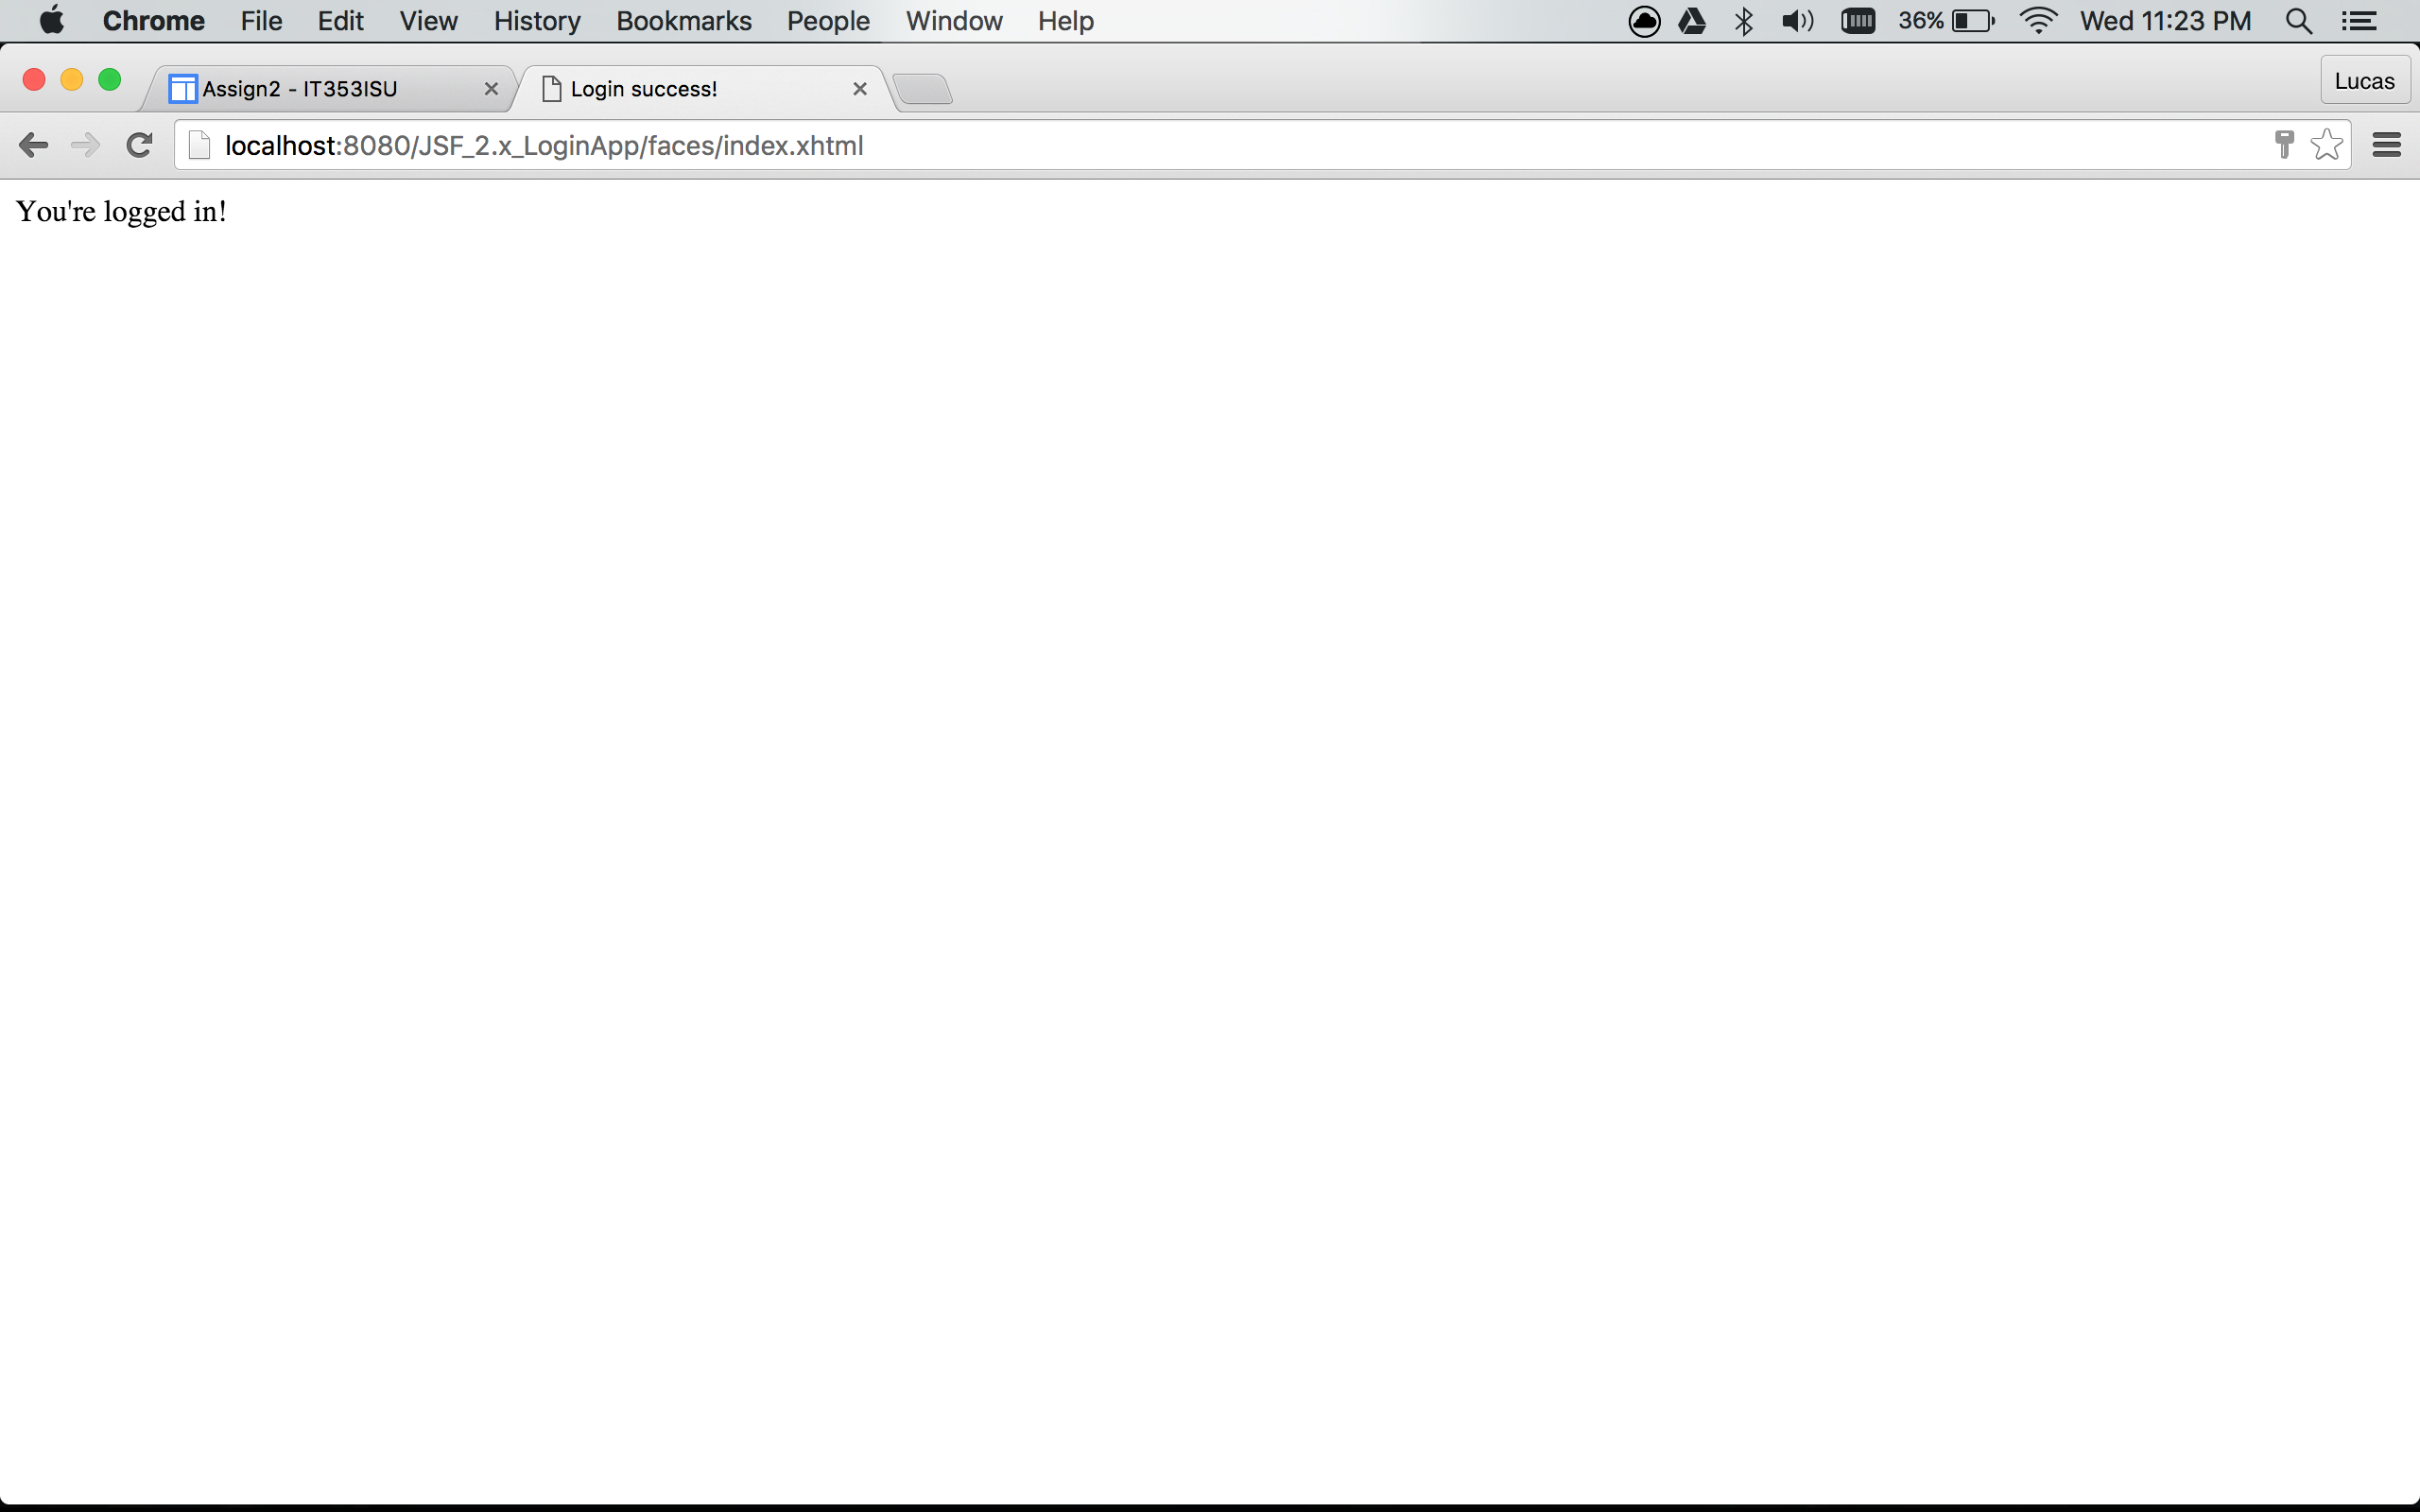 Chrome File Edit View History Bookmarks People Window Help 36% Wed 11:23 PM
Assign2 - IT353ISU Login success! Lucas
localhost:8080/JSF_2.x_LoginApp/faces/index.xhtml
You're logged in!